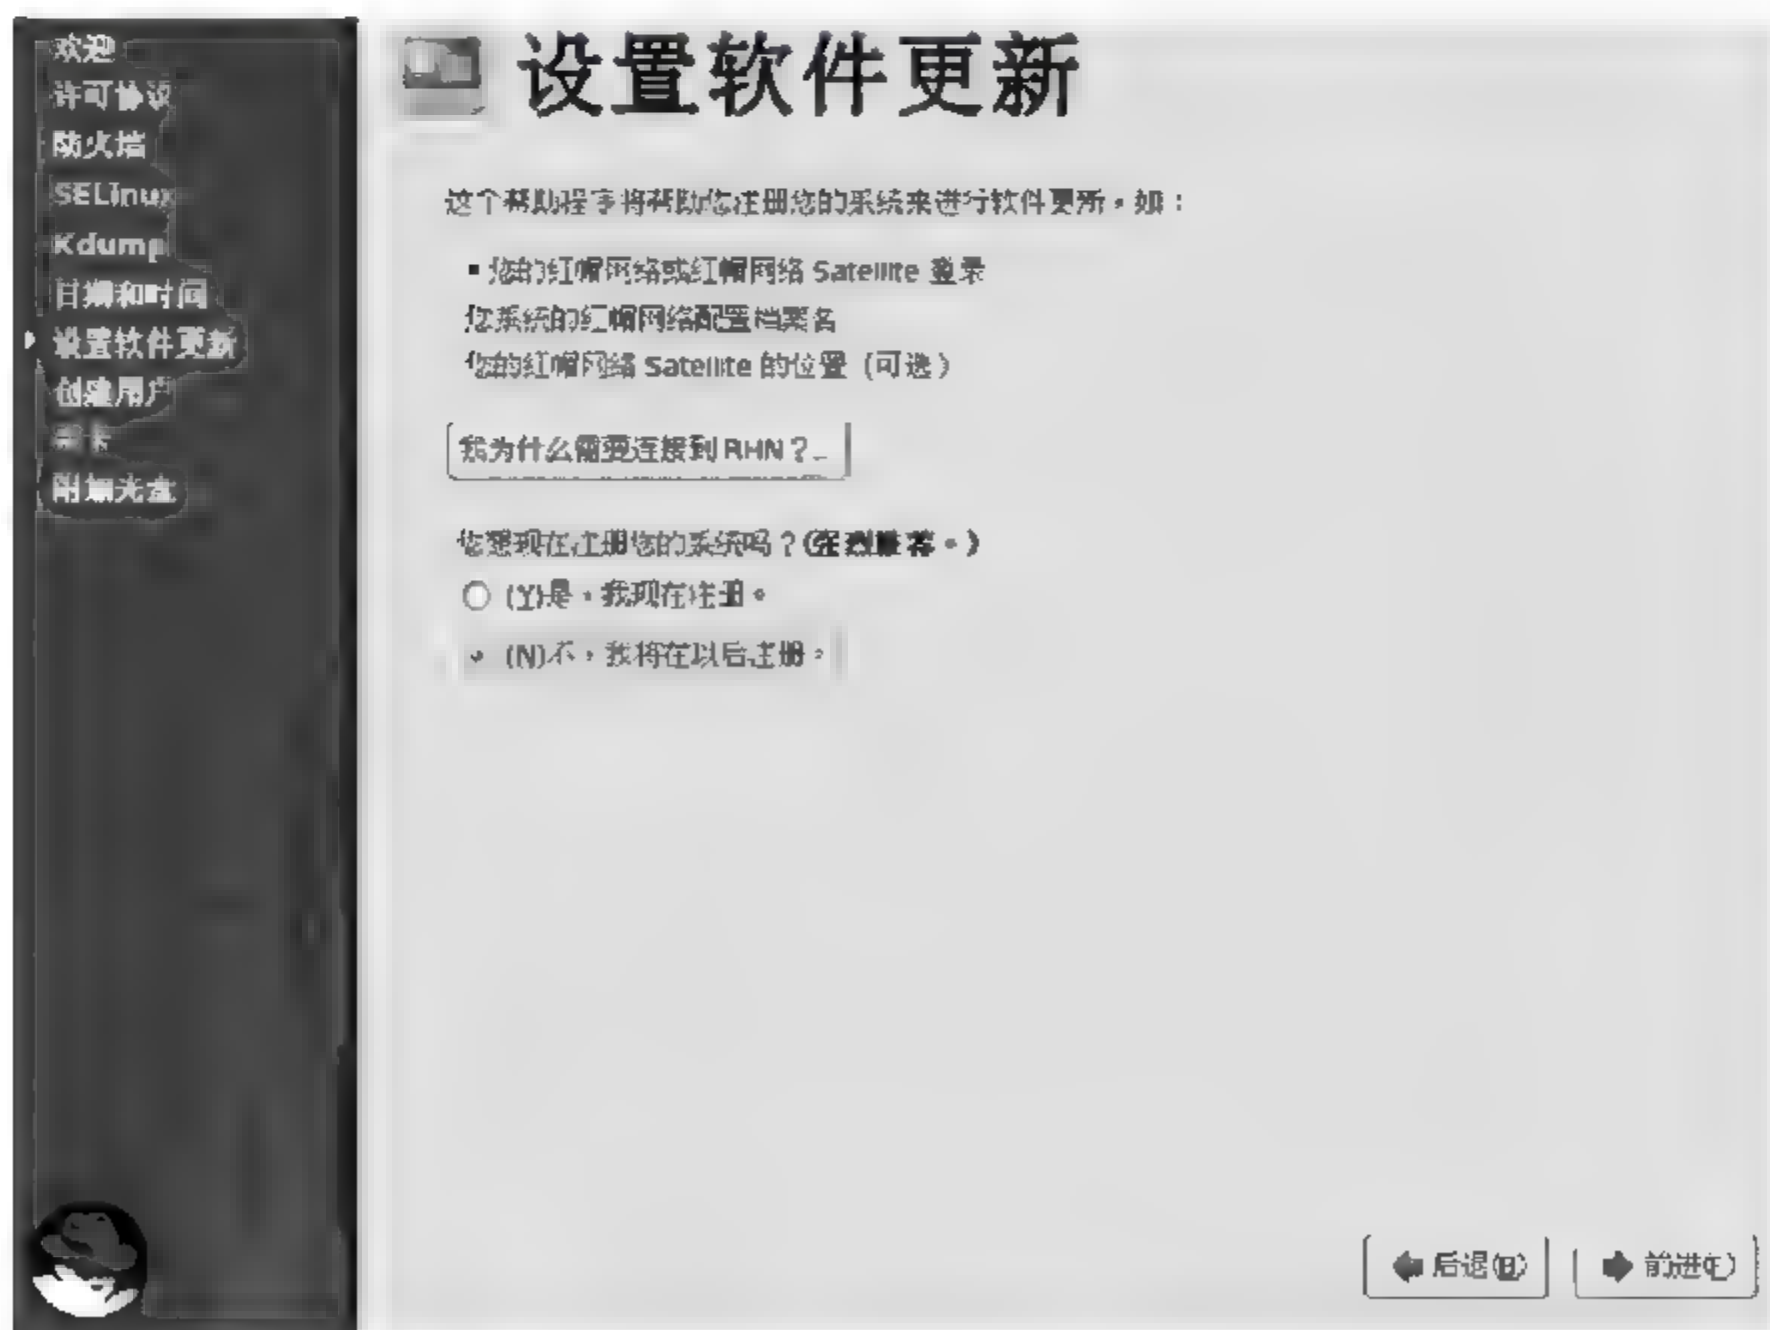 欢迎
许可协议
防火墙
SELinux
Kdump
日期和时间
设置软件更新
创建用户
声卡
附加光盘
设置软件更新
这个帮助程序将帮助您注册您的系统来进行软件更新。如：
▪ 您的红帽网络或红帽网络 Satellite 登录
您系统的红帽网络配置档案名
您的红帽网络 Satellite 的位置（可选）
我为什么需要连接到 RHN？...
您想现在注册您的系统吗？(强烈推荐。)
(Y)是，我现在注册。
(N)不，我将在以后注册。
后退(B)
前进(F)